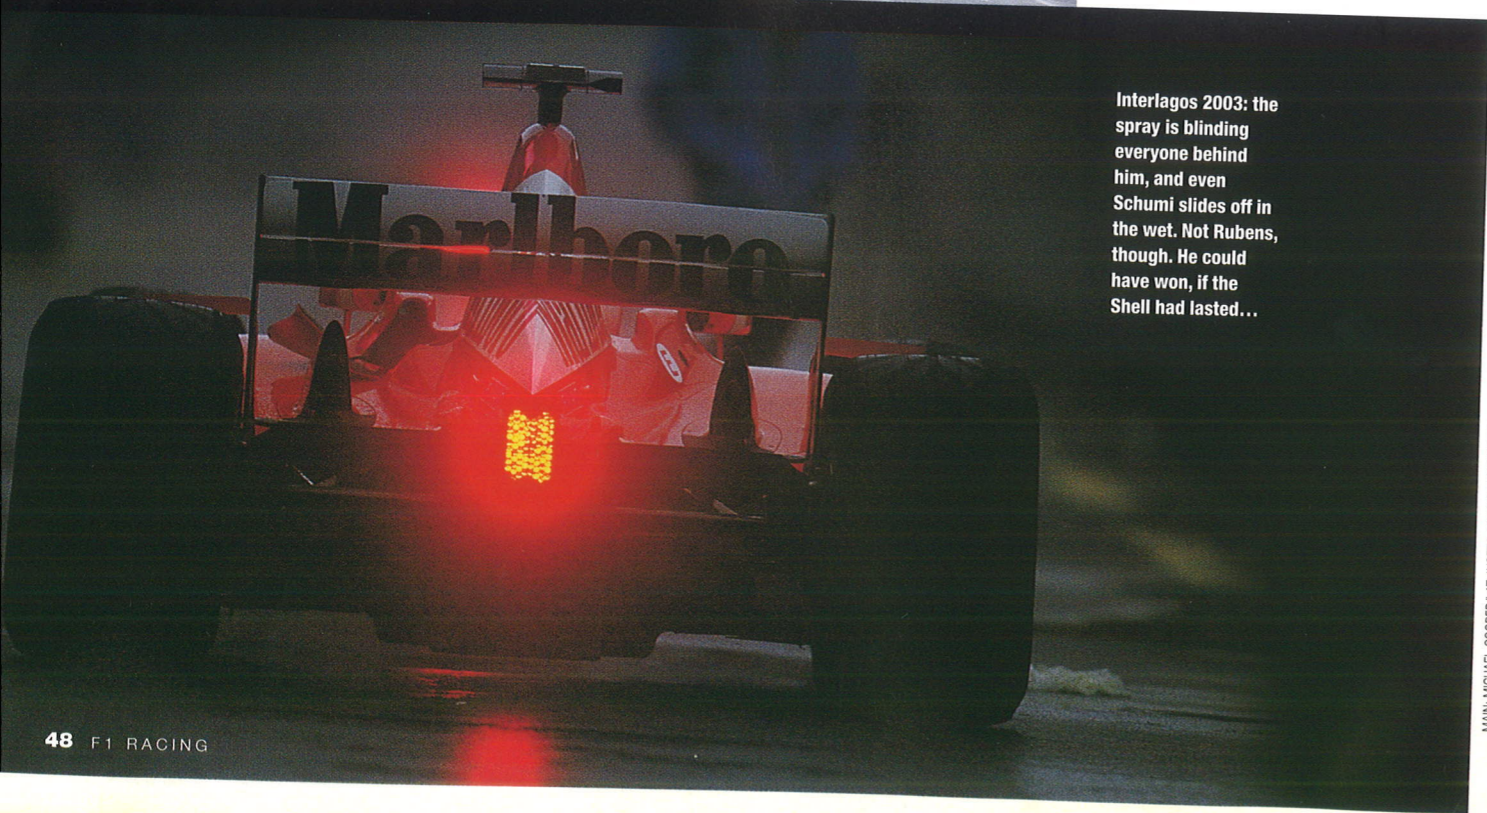 Interlagos 2003: the
spray is blinding
everyone behind
him, and even
Schumi slides off in
the wet. Not Rubens,
though. He could
have won, if the
Shell had lasted...
Marlboro
48 F1 RACING